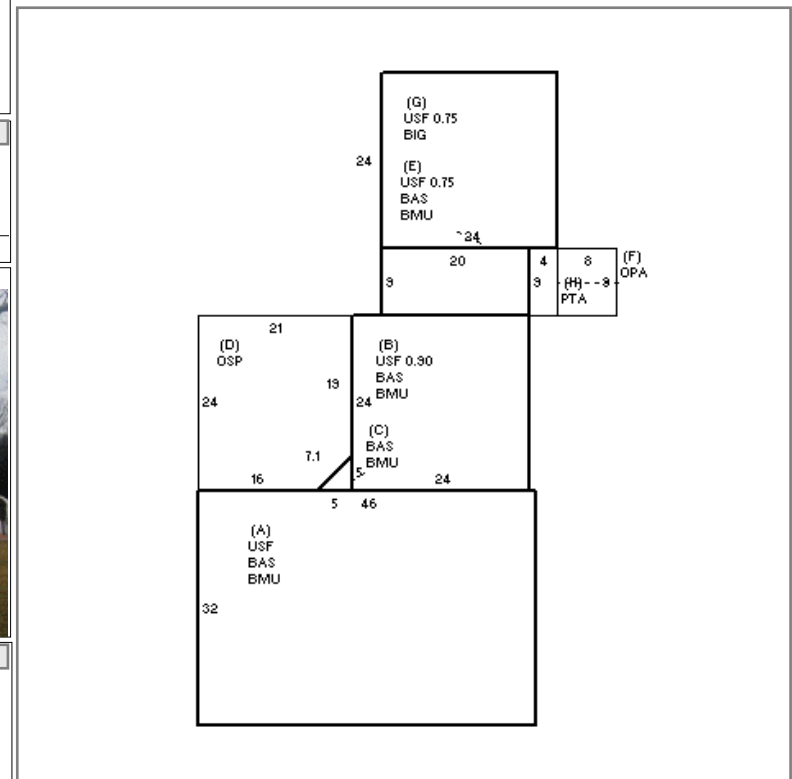 (G)
USF 0.75
BIG
24
(E)
USF 0.75
BAS
BMU
24
20
4
8
(F)
OPA
9
9
(H)
9
PTA
21
(D)
OSP
(B)
USF 0.90
BAS
BMU
19
24
24
(C)
BAS
BMU
7.1
5
16
24
5
46
(A)
USF
BAS
BMU
32